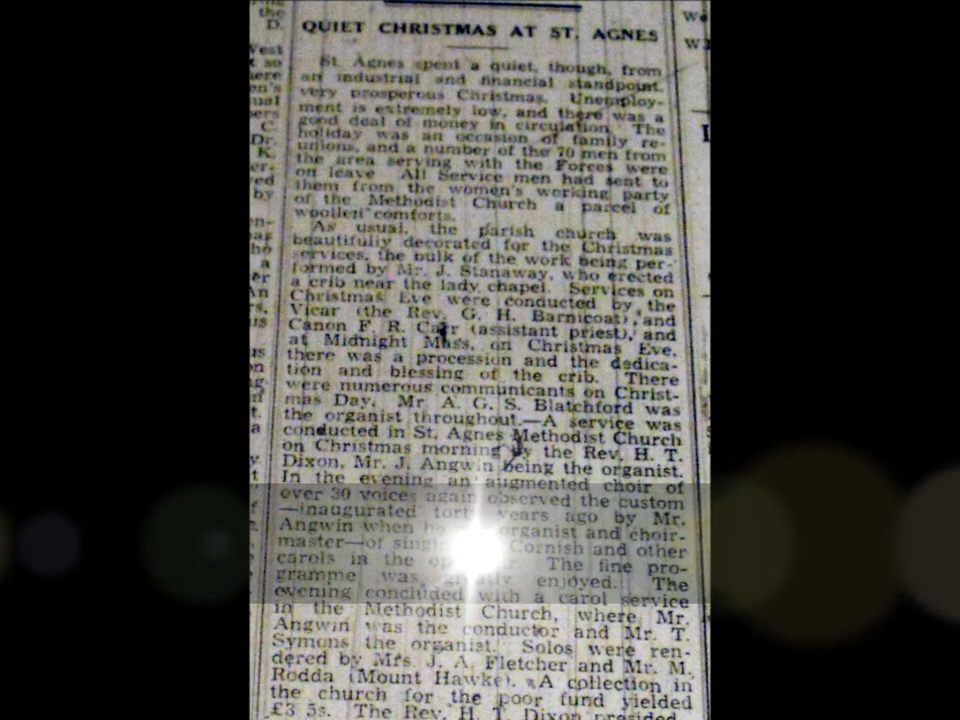 QUIET CHRISTMAS AT ST. AGNES
St. Agnes spent a quiet, though, from
an industrial and financial standpoint,
very prosperous Christmas. Unemploy-
ment is extremely low, and there was a
good deal of money in circulation. The
holiday was an occasion of family re-
unions, and a number of the 70 men from
the area serving with the Forces were
on leave. All Service men had sent to
them from the women's working party
of the Methodist Church a parcel of
woollen comforts.
As usual, the parish church was
beautifully decorated for the Christmas
services, the bulk of the work being per-
formed by Mr. J. Stanaway, who erected
a crib near the lady chapel. Services on
Christmas Eve were conducted by the
Vicar (the Rev. G. H. Barnicoat), and
Canon F. R. Carr (assistant priest), and
at Midnight Mass, on Christmas Eve,
there was a procession and the dedica-
tion and blessing of the crib. There
were numerous communicants on Christ-
mas Day. Mr. A. G. S. Blatchford was
the organist throughout.—A service was
conducted in St. Agnes Methodist Church
on Christmas morning by the Rev. H. T.
Dixon, Mr. J. Angwin being the organist.
In the evening an augmented choir of
over 30 voices again observed the custom
—inaugurated forty years ago by Mr.
Angwin when organist and choir-
master—of Cornish and other
carols in the The fine pro-
gramme was greatly enjoyed. The
evening concluded with a carol service
in the Methodist Church, where Mr.
Angwin was the conductor and Mr. T.
Symons the organist. Solos were ren-
dered by Mrs. J. A. Fletcher and Mr. M.
Rodda (Mount Hawke). A collection in
the church for the poor fund yielded
£3 5s. The Rev. H. T. Dixon presided.